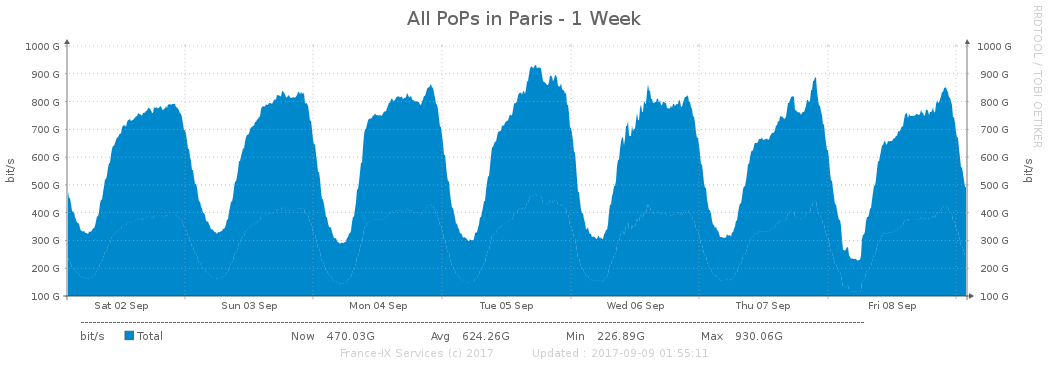 All PoPs in Paris - 1 Week
RRDTOOL / TOBI OETIKER
bit/s
1000 G
900 G
800 G
700 G
600 G
500 G
400 G
300 G
200 G
100 G
1000 G
900 G
800 G
700 G
600 G
500 G
400 G
300 G
200 G
100 G
bit/s
Sat 02 Sep Sun 03 Sep Mon 04 Sep Tue 05 Sep Wed 06 Sep Thu 07 Sep Fri 08 Sep
bit/s Total Now 470.03G Avg 624.26G Min 226.89G Max 930.06G
France-IX Services (c) 2017 Updated : 2017-09-09 01:55:11